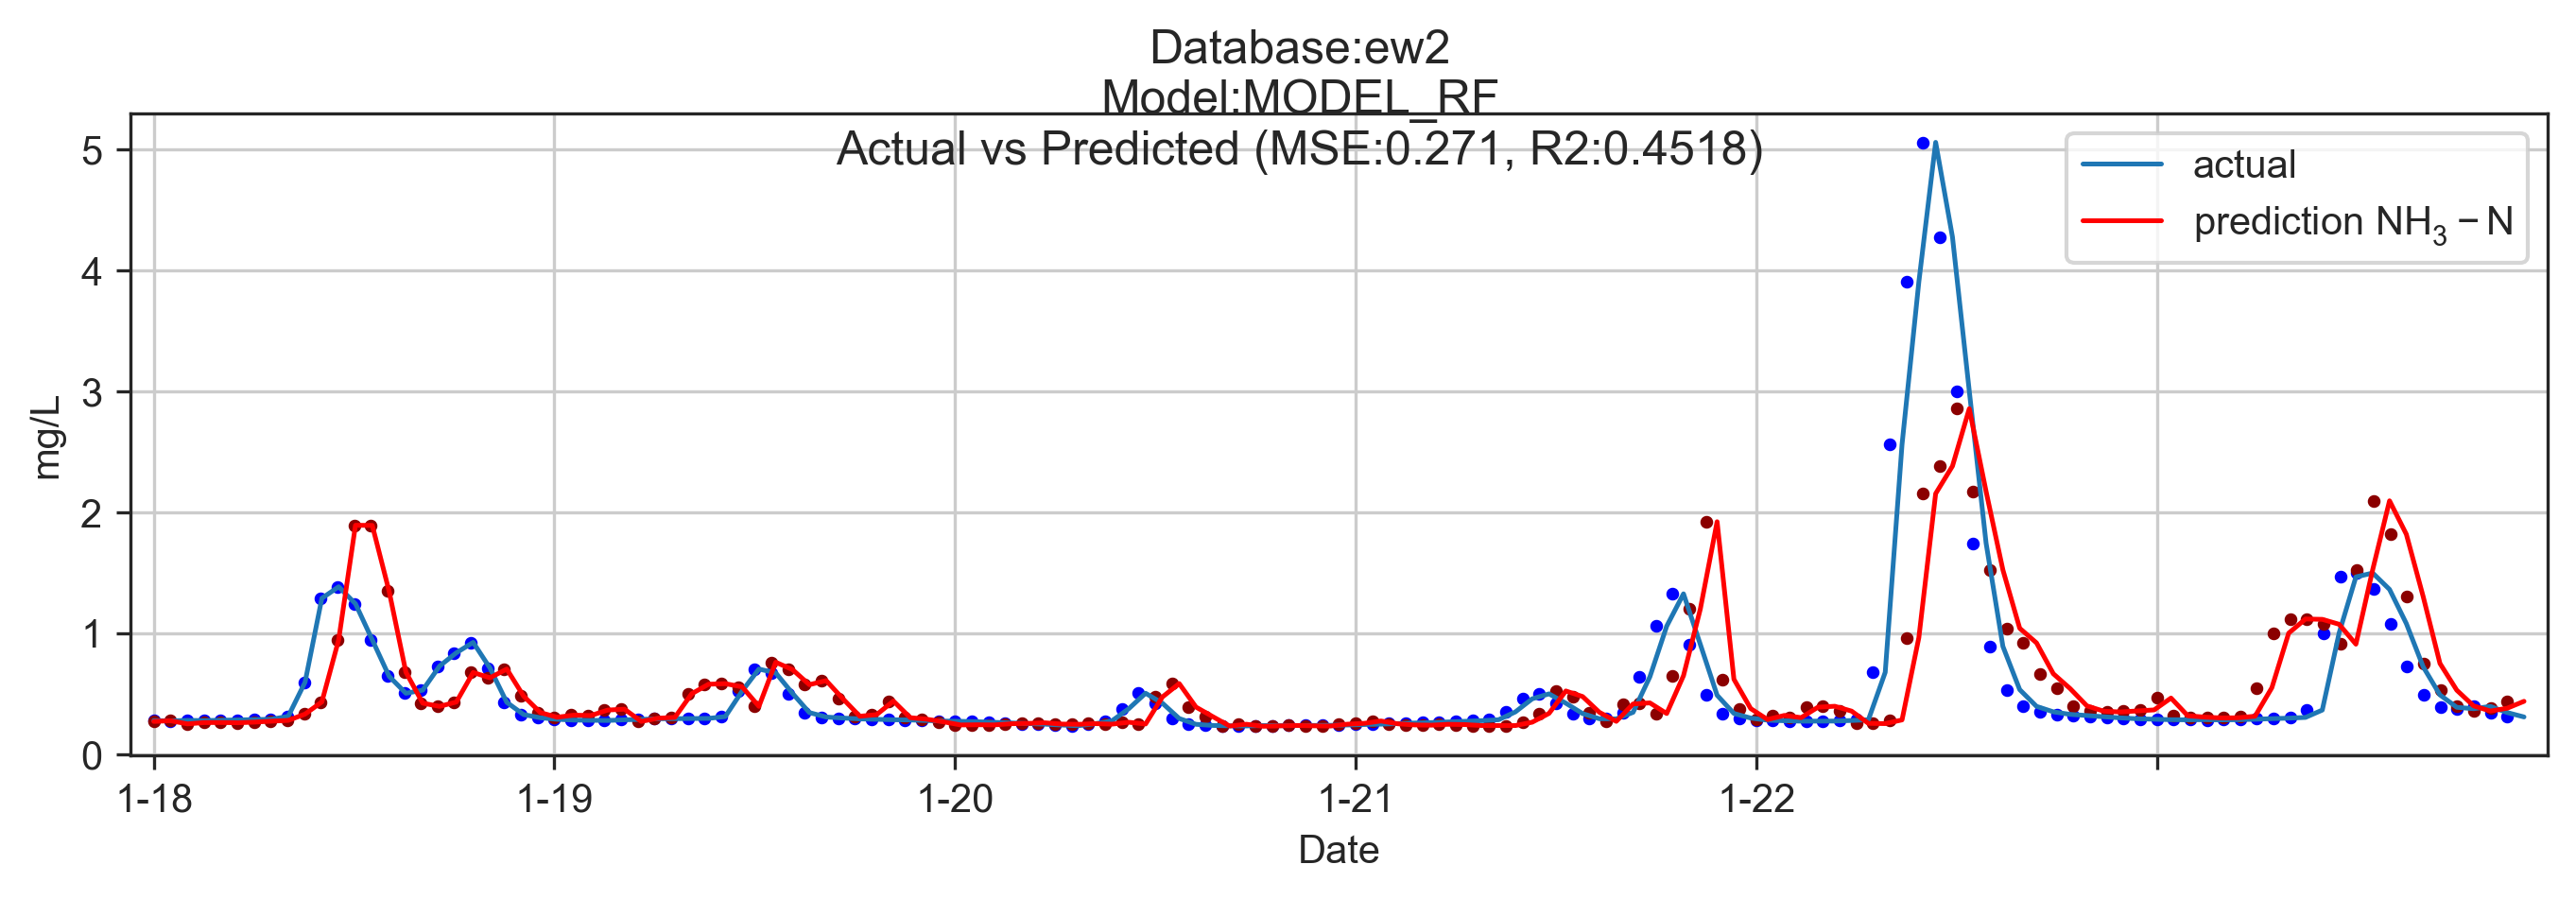 Database:ew2
Model:MODEL_RF
Actual vs Predicted (MSE:0.271, R2:0.4518)
actual
prediction NH₃ − N
5
4
3
2
1
0
mg/L
1-18 1-19 1-20 1-21 1-22
Date